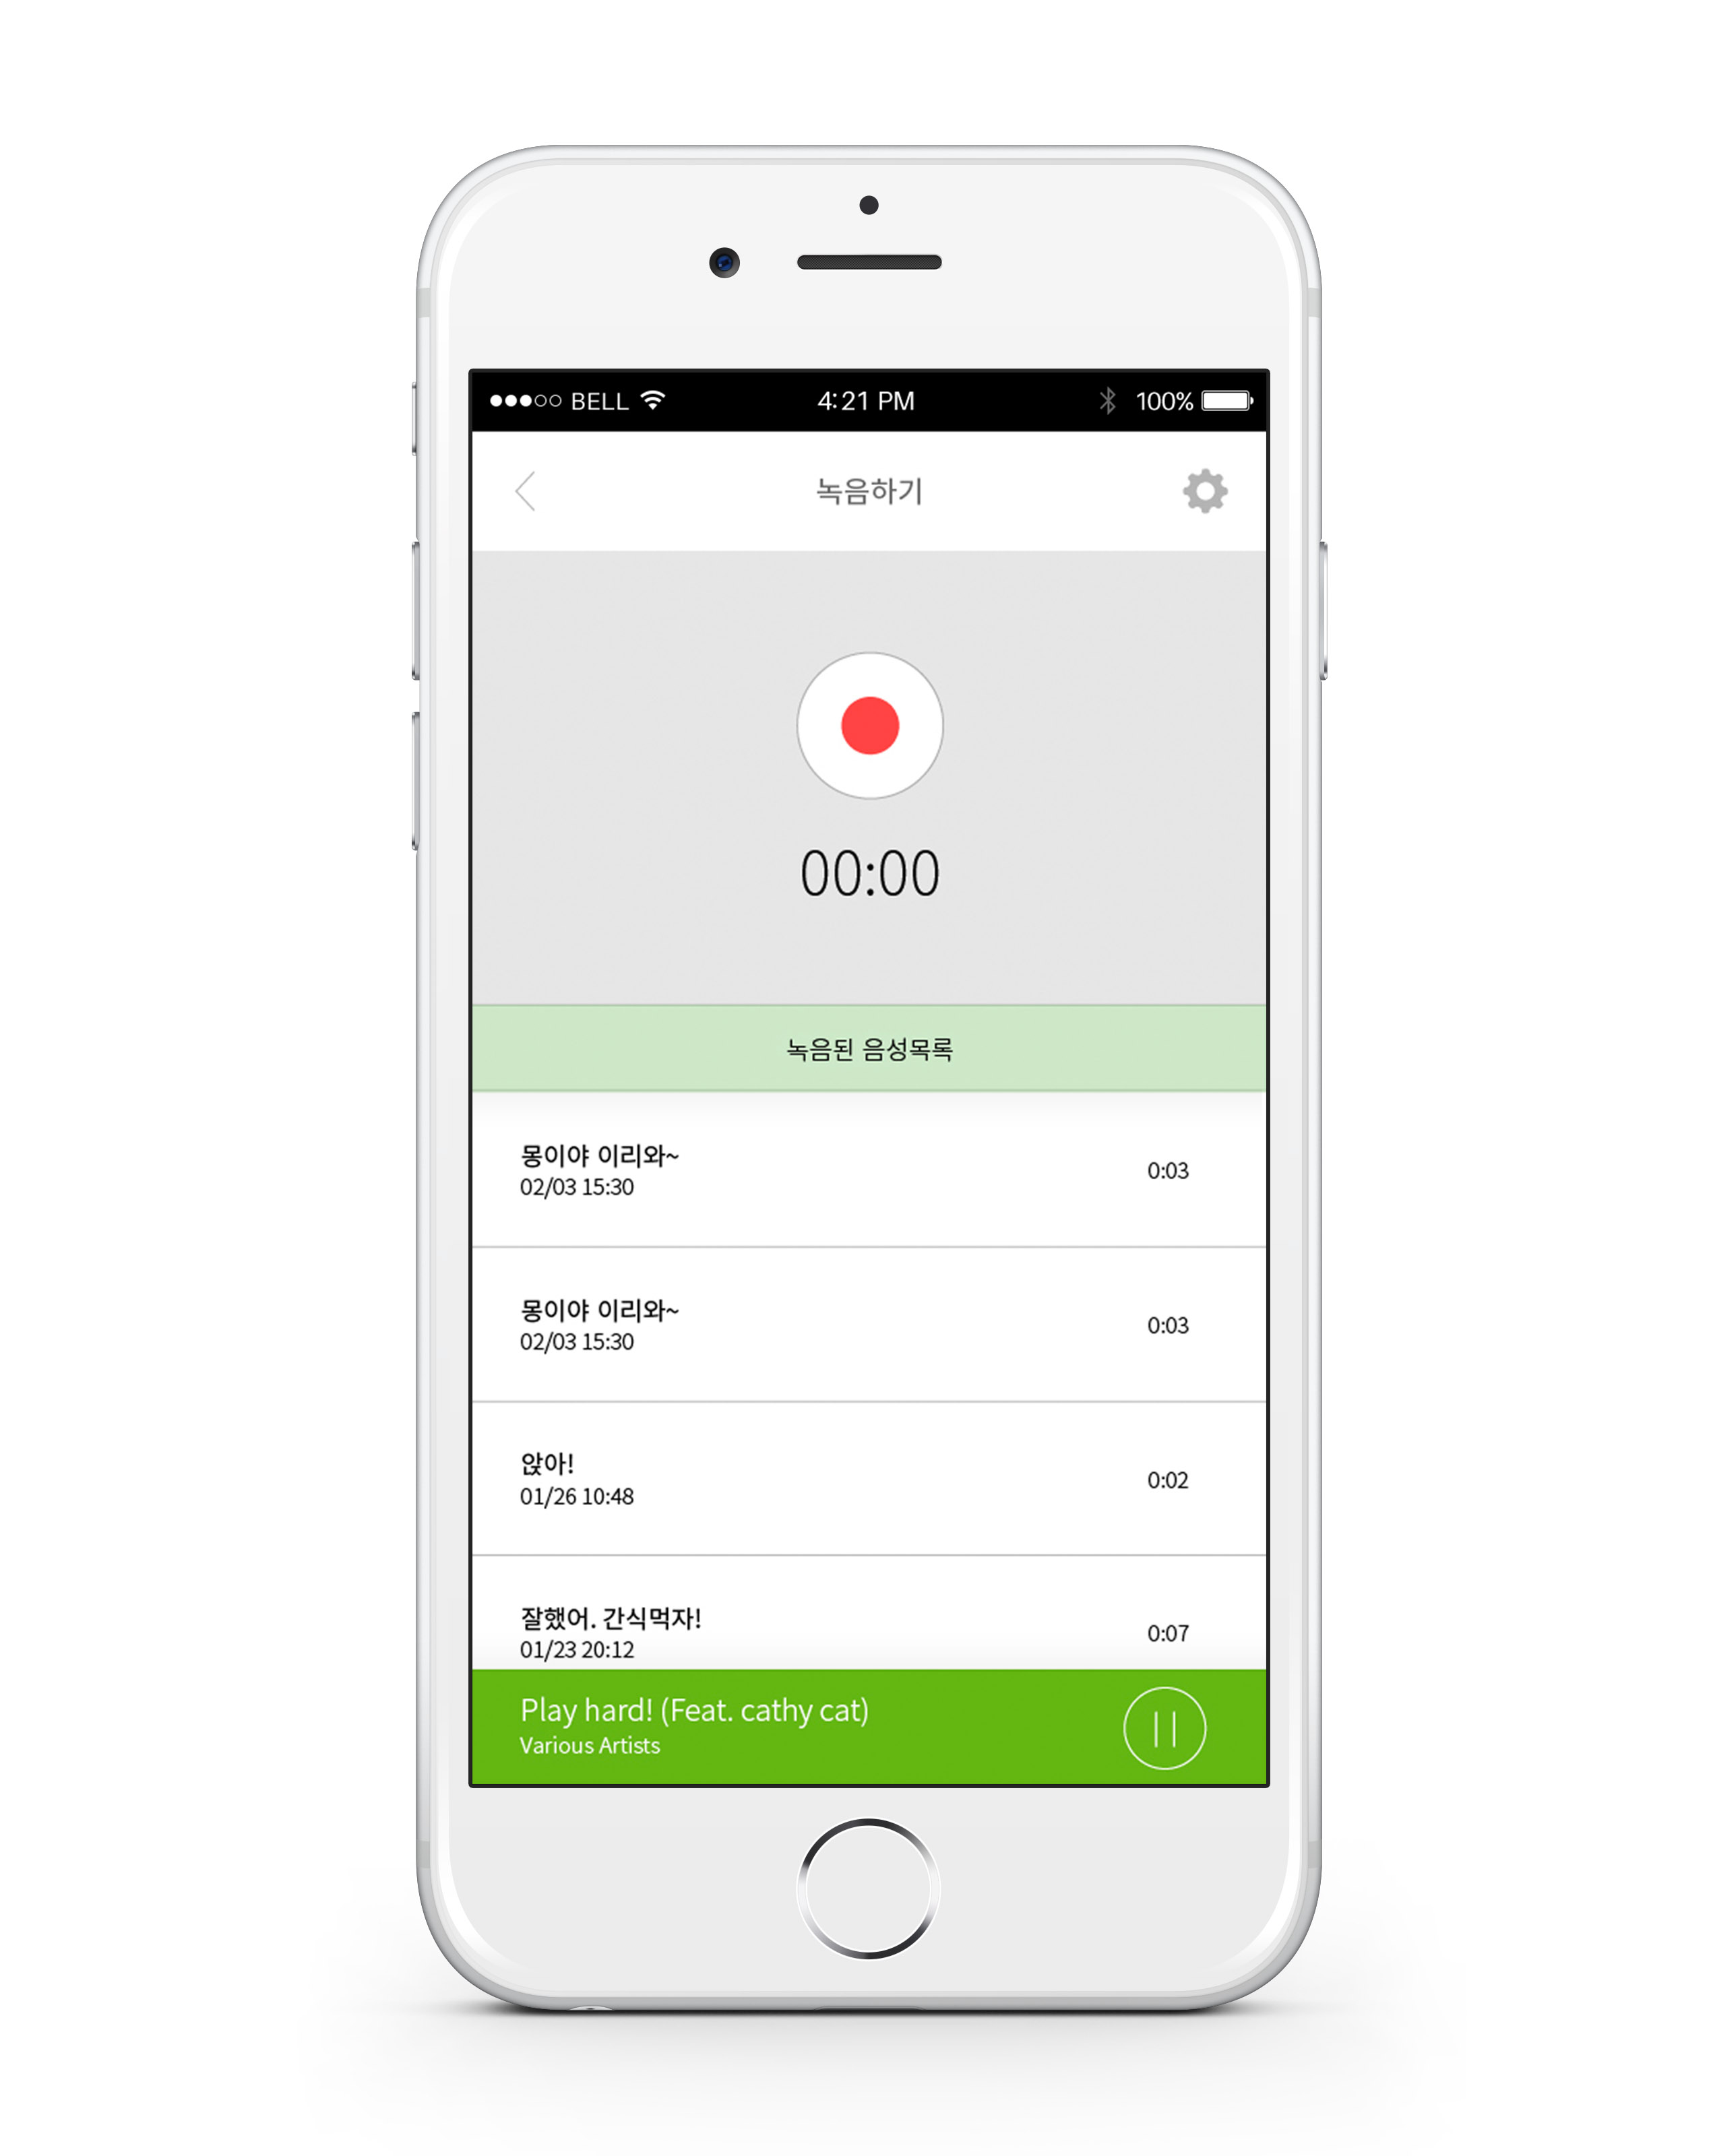 BELL 4:21 PM 100%
녹음하기
00:00
녹음된 음성목록
몽이야 이리와~
02/03 15:30
0:03
몽이야 이리와~
02/03 15:30
0:03
앉아!
01/26 10:48
0:02
잘했어. 간식먹자!
01/23 20:12
0:07
Play hard! (Feat. cathy cat)
Various Artists